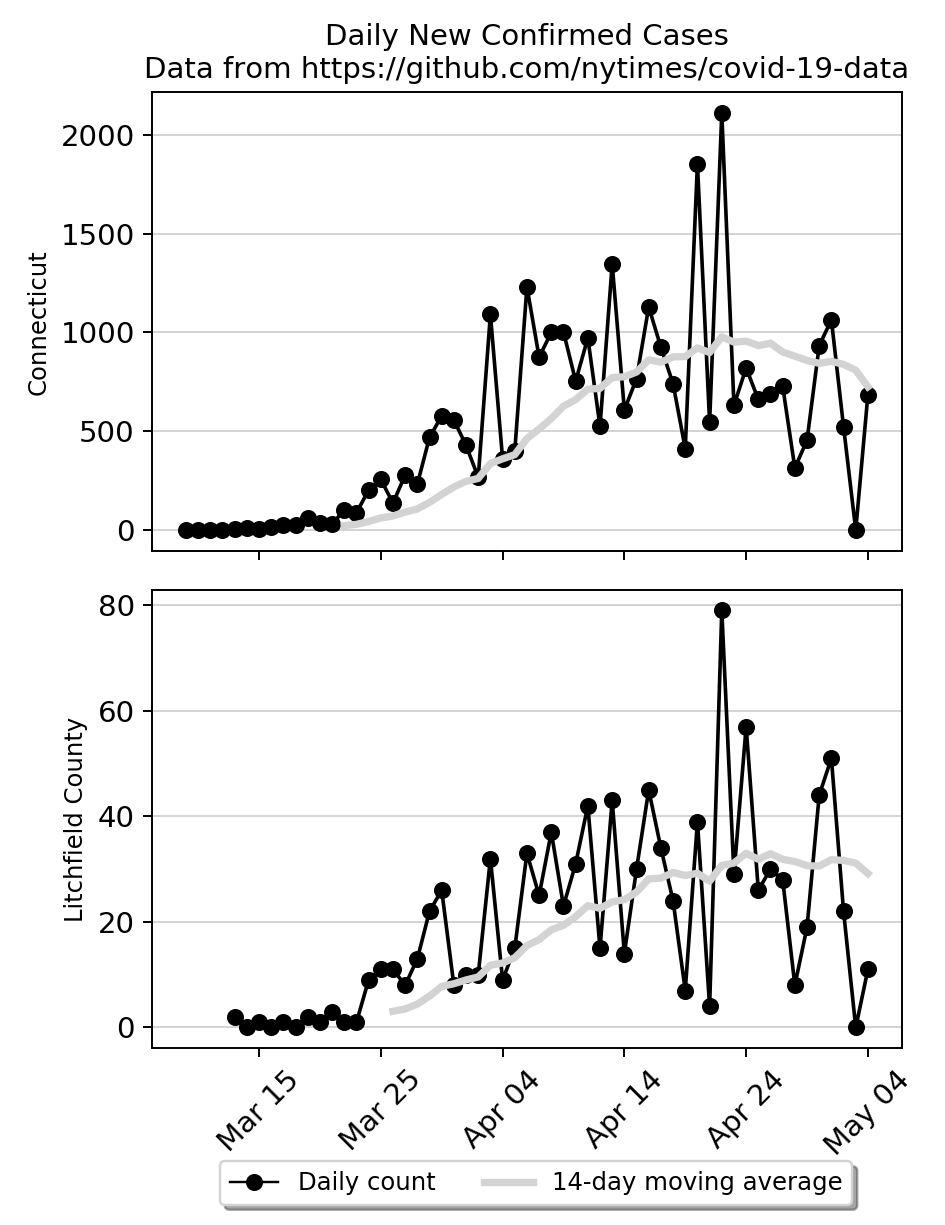 Daily New Confirmed Cases
Data from https://github.com/nytimes/covid-19-data
Connecticut
2000
1500
1000
500
0
Litchfield County
80
60
40
20
0
Mar 15
Mar 25
Apr 04
Apr 14
Apr 24
May 04
Daily count
14-day moving average